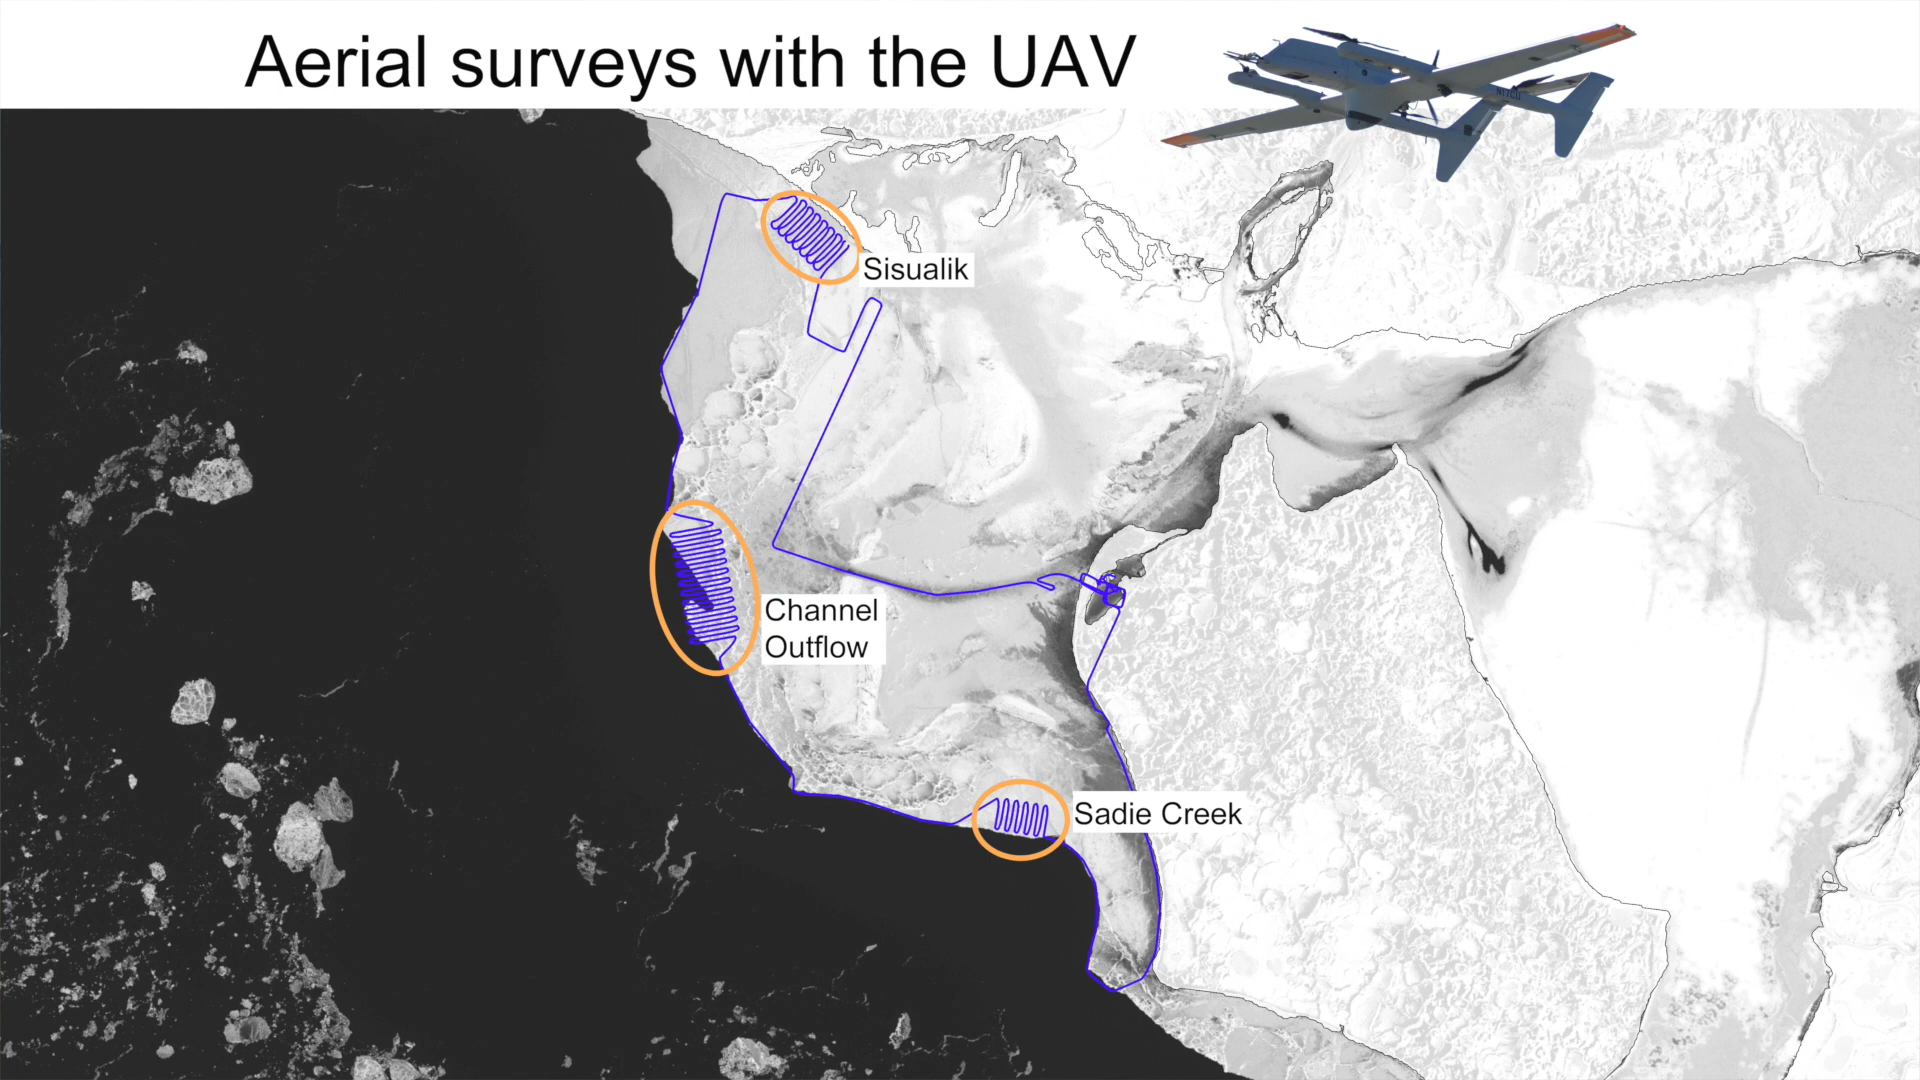 Aerial surveys with the UAV
Sisualik
Channel
Outflow
Sadie Creek